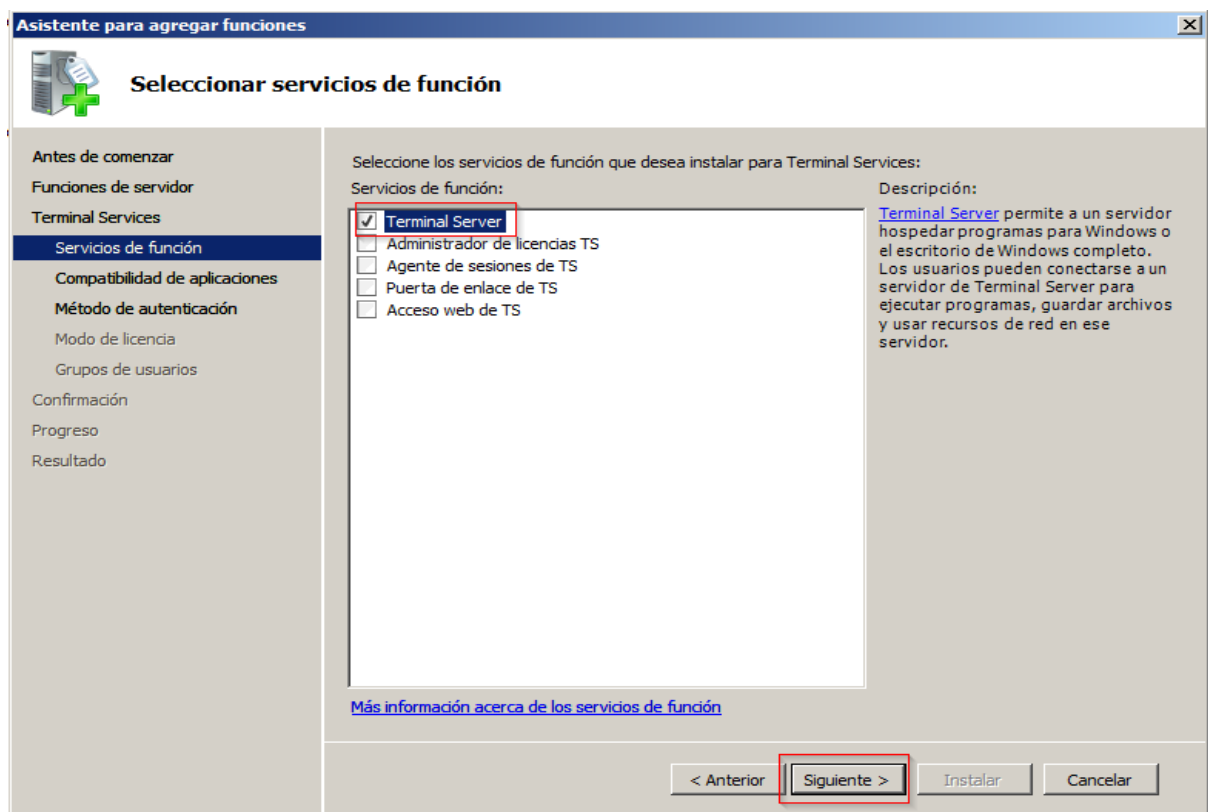 Asistente para agregar funciones
Seleccionar servicios de función
Antes de comenzar
Funciones de servidor
Terminal Services
Servicios de función
Compatibilidad de aplicaciones
Método de autenticación
Modo de licencia
Grupos de usuarios
Confirmación
Progreso
Resultado
Seleccione los servicios de función que desea instalar para Terminal Services:
Servicios de función:
Terminal Server
Administrador de licencias TS
Agente de sesiones de TS
Puerta de enlace de TS
Acceso web de TS
Más información acerca de los servicios de función
Descripción:
Terminal Server permite a un servidor
hospedar programas para Windows o
el escritorio de Windows completo.
Los usuarios pueden conectarse a un
servidor de Terminal Server para
ejecutar programas, guardar archivos
y usar recursos de red en ese
servidor.
< Anterior
Siguiente >
Instalar
Cancelar